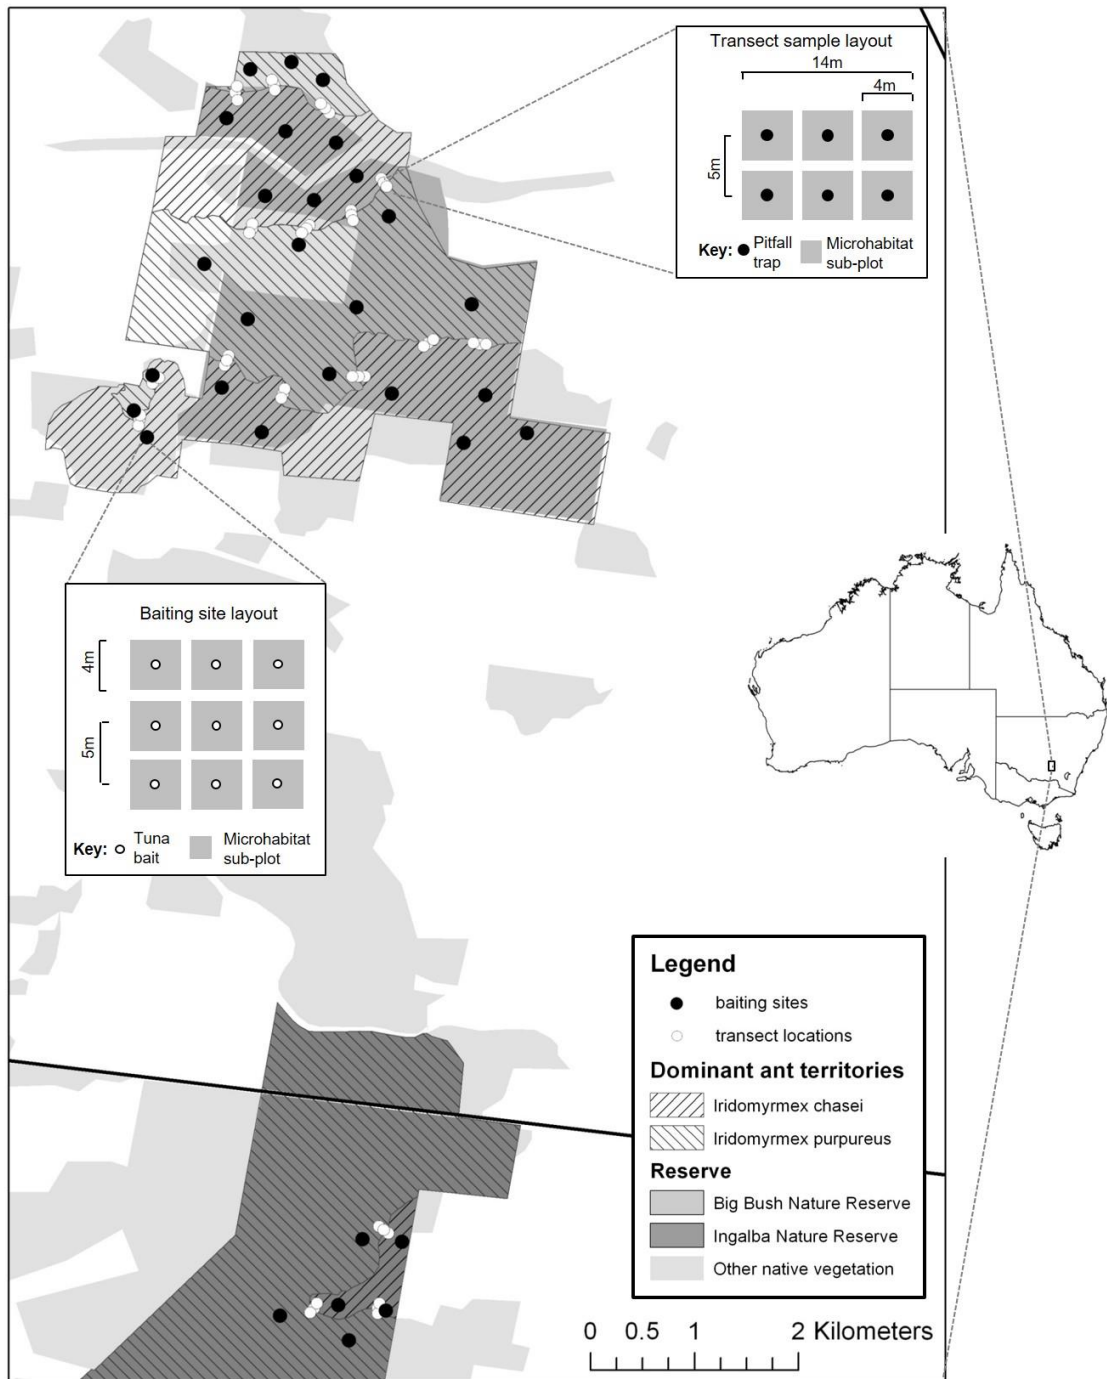 Transect sample layout
14m
4m
5m
Key: Pitfall trap
Microhabitat sub-plot
Baiting site layout
4m
5m
Key: Tuna bait
Microhabitat sub-plot
Legend
baiting sites
transect locations
Dominant ant territories
Iridomyrmex chasei
Iridomyrmex purpureus
Reserve
Big Bush Nature Reserve
Ingalba Nature Reserve
Other native vegetation
0 0.5 1 2 Kilometers